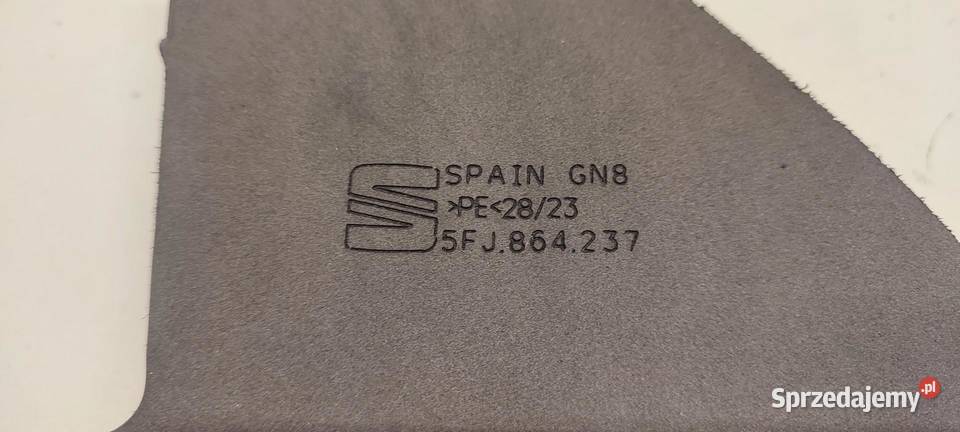 SPAIN GN8
>PE<28/23
5FJ.864.237
Sprzedajemy.pl